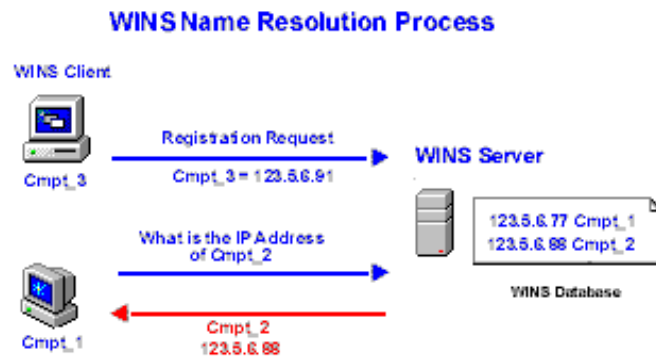 WINS Name Resolution Process
WINS Client
Cmpt_3
Registration Request
Cmpt_3 = 123.5.6.91
WINS Server
123.5.6.77 Cmpt_1
123.5.6.88 Cmpt_2
WINS Database
What is the IP Address
of Cmpt_2
Cmpt_1
Cmpt_2
123.5.6.88